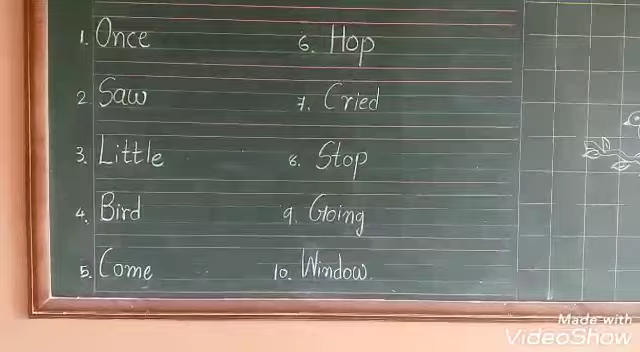 1. Once
2. Saw
3. Little
4. Bird
5. Come
6. Hop
7. Cried
8. Stop
9. Going
10. Window.
Made with
VideoShow